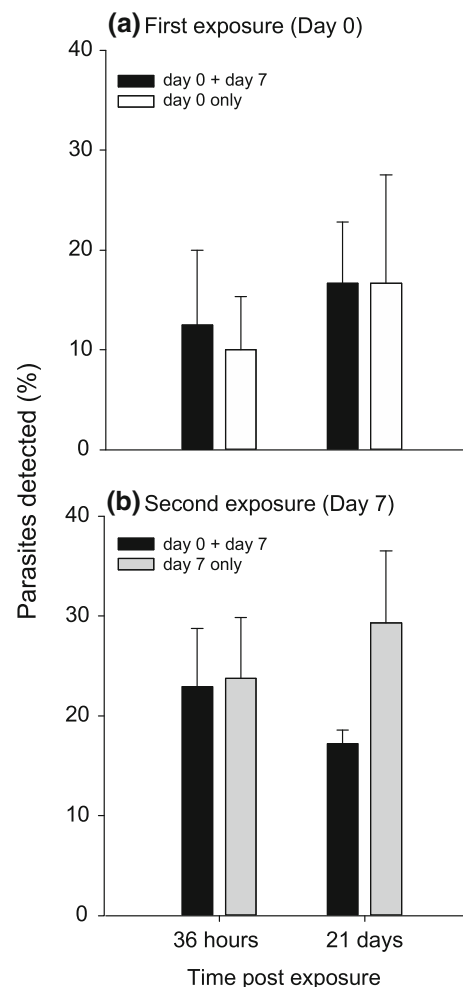 (a) First exposure (Day 0)
40
day 0 + day 7
day 0 only
30
20
10
0
Parasites detected (%)
(b) Second exposure (Day 7)
40
day 0 + day 7
day 7 only
30
20
10
0
36 hours 21 days
Time post exposure